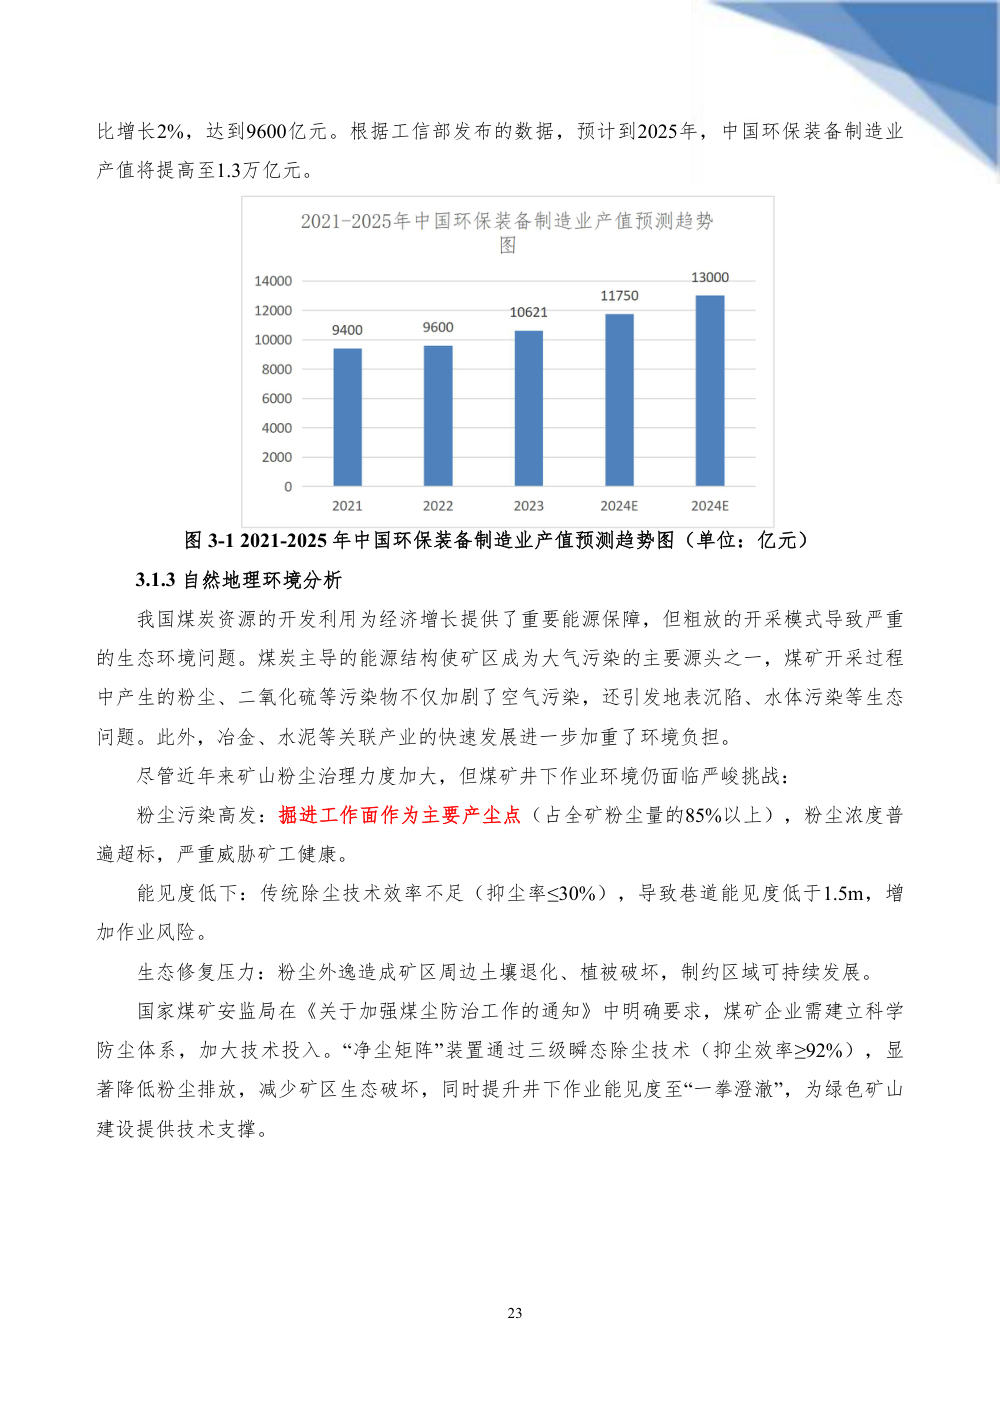 比增长2%，达到9600亿元。根据工信部发布的数据，预计到2025年，中国环保装备制造业
产值将提高至1.3万亿元。
2021-2025年中国环保装备制造业产值预测趋势
图
14000
12000
10000
8000
6000
4000
2000
0
9400
9600
10621
11750
13000
2021
2022
2023
2024E
2024E
图 3-1 2021-2025 年中国环保装备制造业产值预测趋势图（单位：亿元）
3.1.3 自然地理环境分析
我国煤炭资源的开发利用为经济增长提供了重要能源保障，但粗放的开采模式导致严重
的生态环境问题。煤炭主导的能源结构使矿区成为大气污染的主要源头之一，煤矿开采过程
中产生的粉尘、二氧化硫等污染物不仅加剧了空气污染，还引发地表沉陷、水体污染等生态
问题。此外，冶金、水泥等关联产业的快速发展进一步加重了环境负担。
尽管近年来矿山粉尘治理力度加大，但煤矿井下作业环境仍面临严峻挑战：
粉尘污染高发：掘进工作面作为主要产尘点（占全矿粉尘量的85%以上），粉尘浓度普
遍超标，严重威胁矿工健康。
能见度低下：传统除尘技术效率不足（抑尘率≤30%），导致巷道能见度低于1.5m，增
加作业风险。
生态修复压力：粉尘外逸造成矿区周边土壤退化、植被破坏，制约区域可持续发展。
国家煤矿安监局在《关于加强煤尘防治工作的通知》中明确要求，煤矿企业需建立科学
防尘体系，加大技术投入。“净尘矩阵”装置通过三级瞬态除尘技术（抑尘效率≥92%），显
著降低粉尘排放，减少矿区生态破坏，同时提升井下作业能见度至“一拳澄澈”，为绿色矿山
建设提供技术支撑。
23